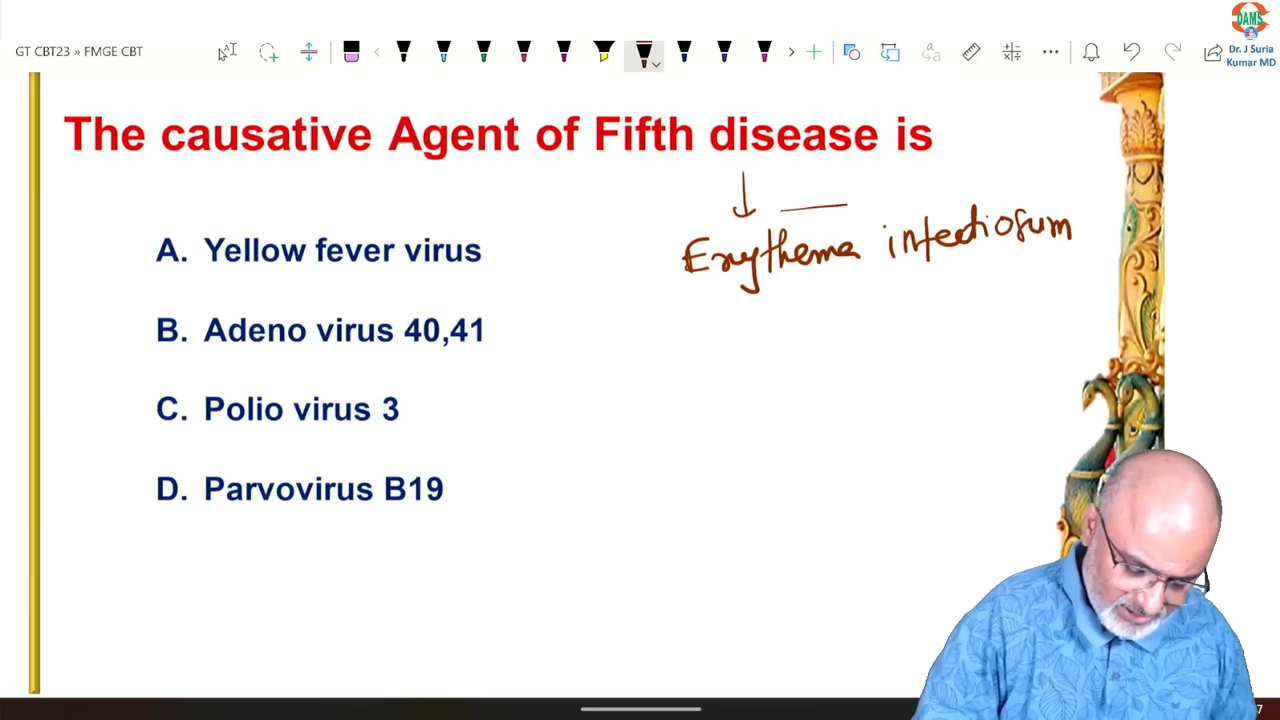 DAMS
GT CBT23 » FMGE CBT
Dr. J Suria
Kumar MD
The causative Agent of Fifth disease is
Erythema infectiosum
A. Yellow fever virus
B. Adeno virus 40,41
C. Polio virus 3
D. Parvovirus B19
7